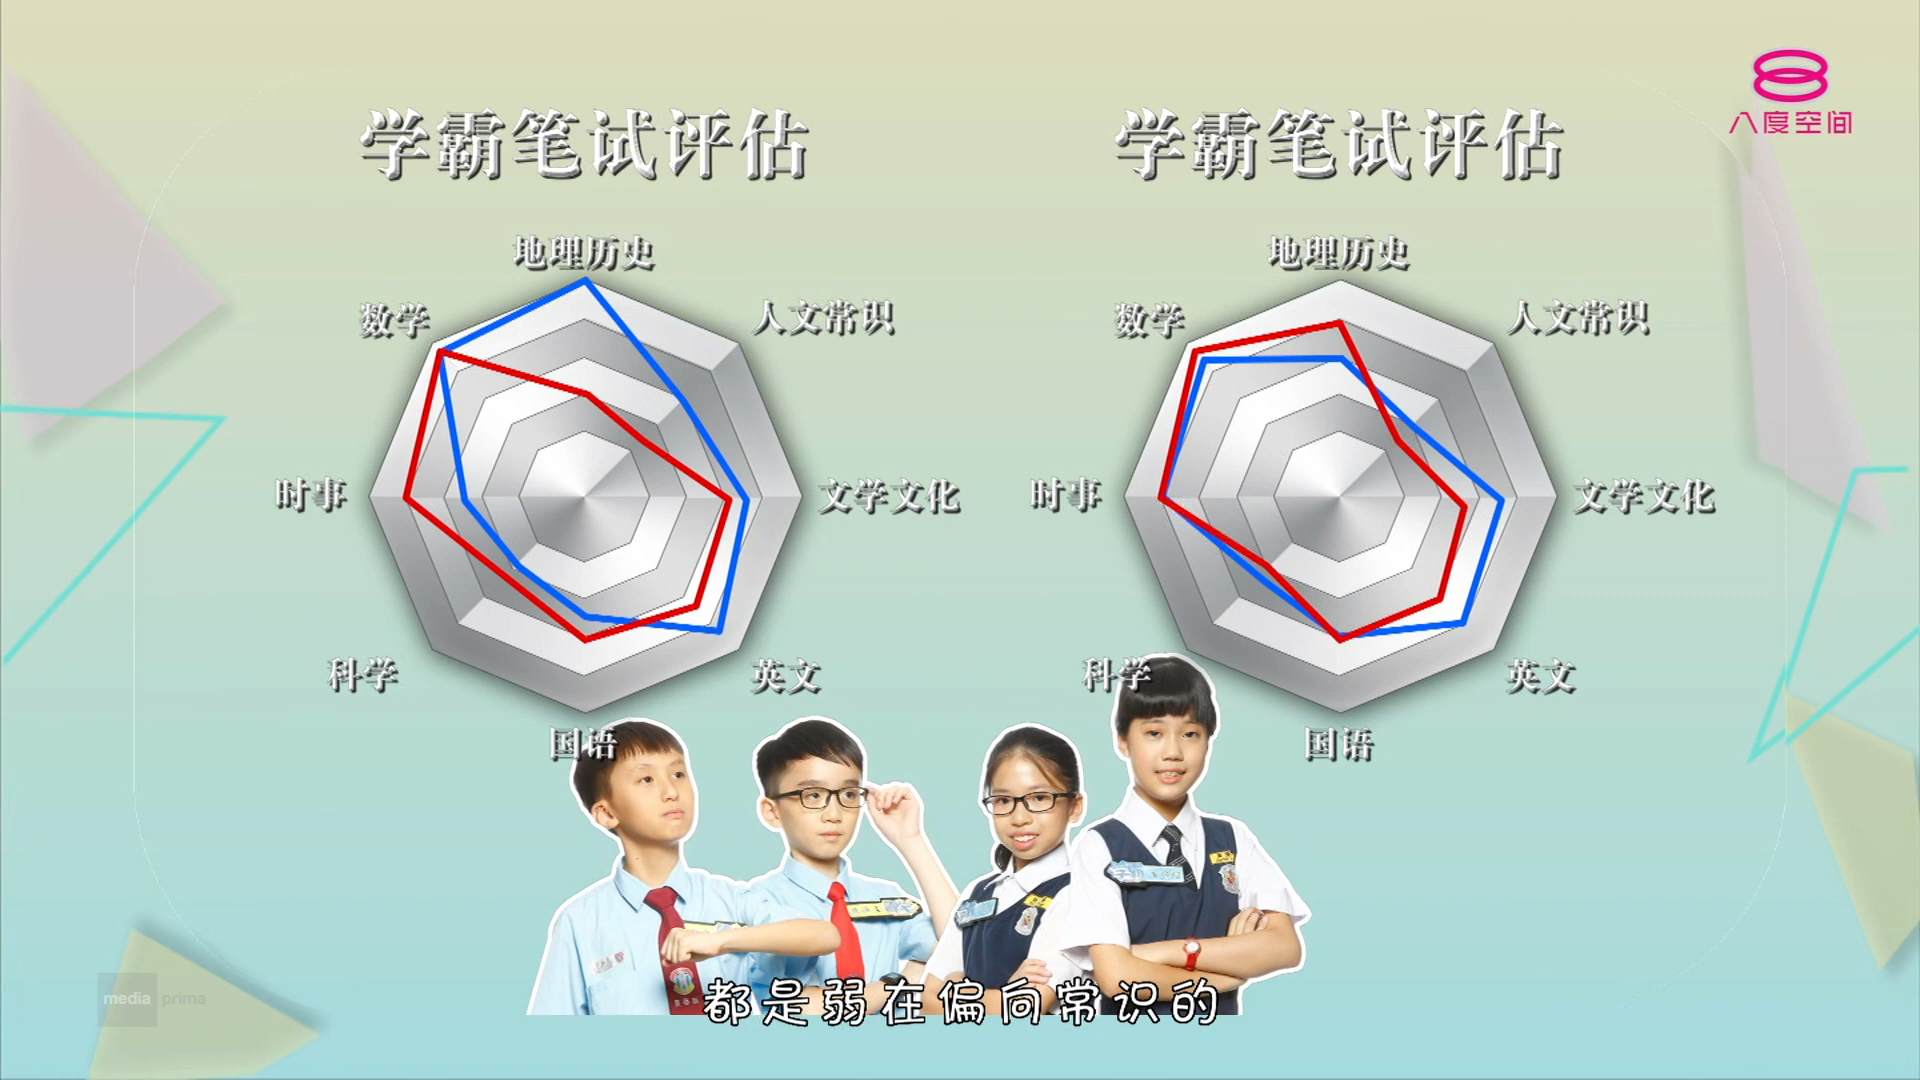 八度空间
学霸笔试评估
地理历史
人文常识
文学文化
英文
国语
科学
时事
数学
学霸笔试评估
地理历史
人文常识
文学文化
英文
国语
科学
时事
数学
media prima
都是弱在偏向常识的